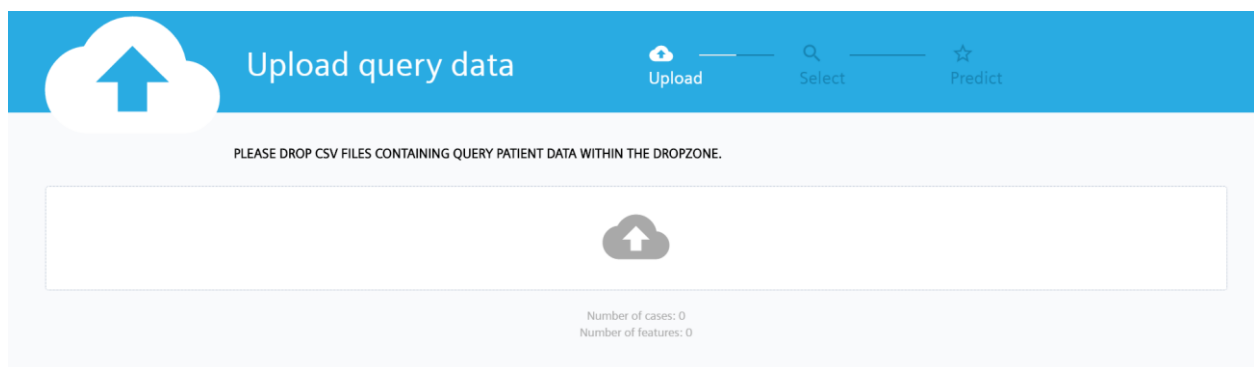 Upload query data
Upload
Select
Predict
PLEASE DROP CSV FILES CONTAINING QUERY PATIENT DATA WITHIN THE DROPZONE.
Number of cases: 0
Number of features: 0